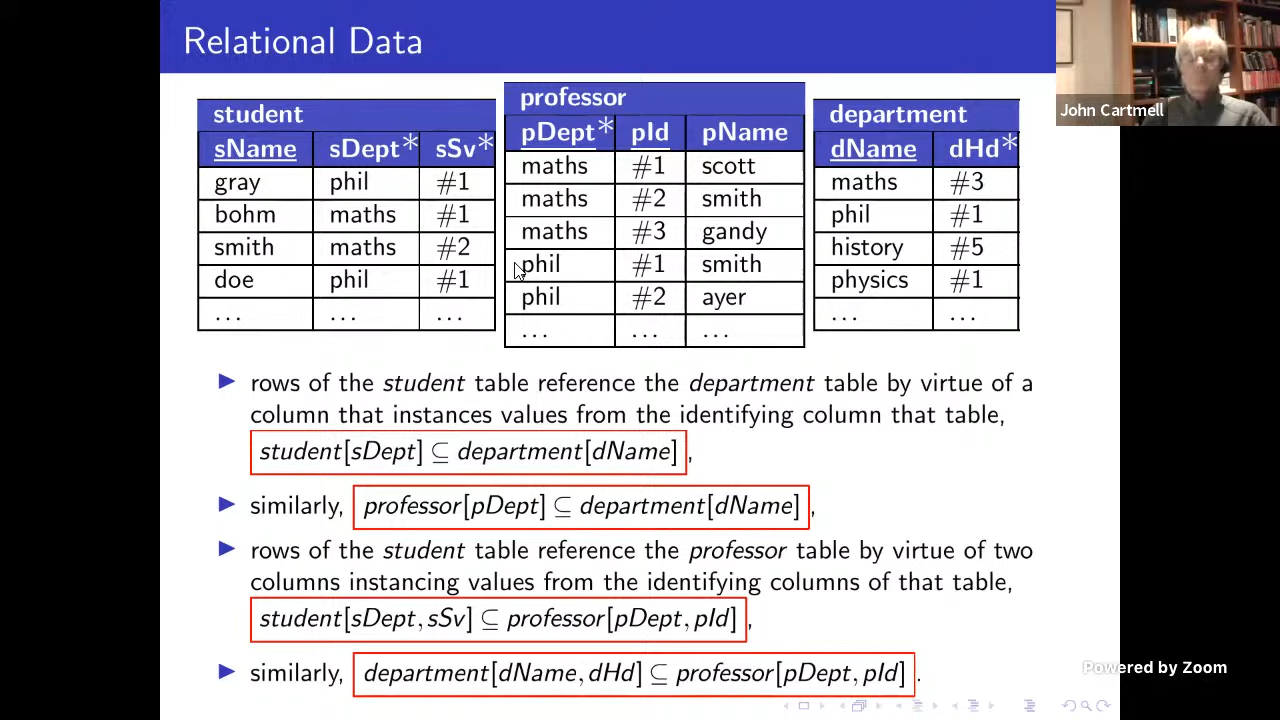 Relational Data
student
sName sDept* sSv*
gray phil #1
bohm maths #1
smith maths #2
doe phil #1
... ... ...
professor
pDept* pId pName
maths #1 scott
maths #2 smith
maths #3 gandy
phil #1 smith
phil #2 ayer
... ... ...
department
dName dHd*
maths #3
phil #1
history #5
physics #1
... ...
John Cartmell
▶ rows of the student table reference the department table by virtue of a
column that instances values from the identifying column that table,
student[sDept] ⊆ department[dName],
▶ similarly, professor[pDept] ⊆ department[dName],
▶ rows of the student table reference the professor table by virtue of two
columns instancing values from the identifying columns of that table,
student[sDept, sSv] ⊆ professor[pDept, pId],
▶ similarly, department[dName, dHd] ⊆ professor[pDept, pId].
Powered by Zoom